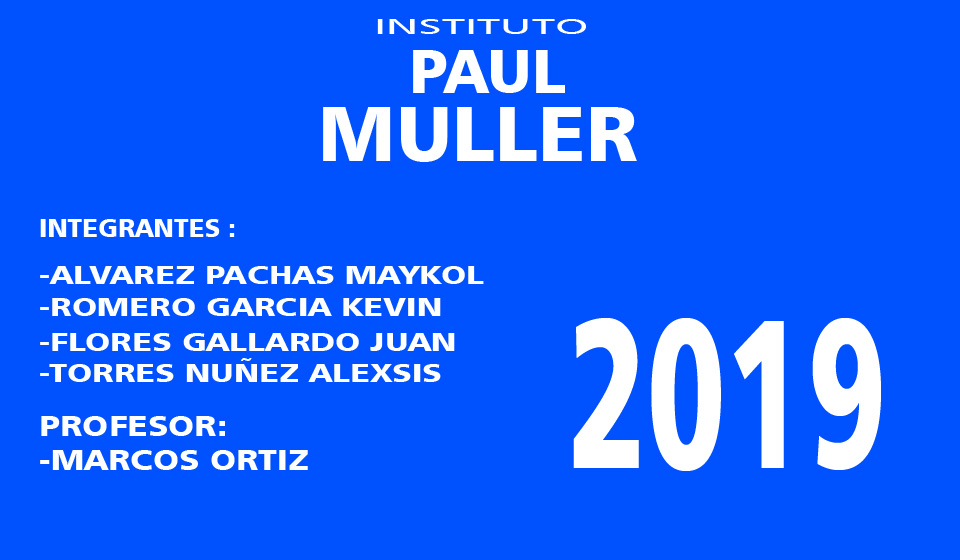 INSTITUTO
PAUL
MULLER
INTEGRANTES :
-ALVAREZ PACHAS MAYKOL
-ROMERO GARCIA KEVIN
-FLORES GALLARDO JUAN
-TORRES NUÑEZ ALEXSIS
PROFESOR:
-MARCOS ORTIZ
2019